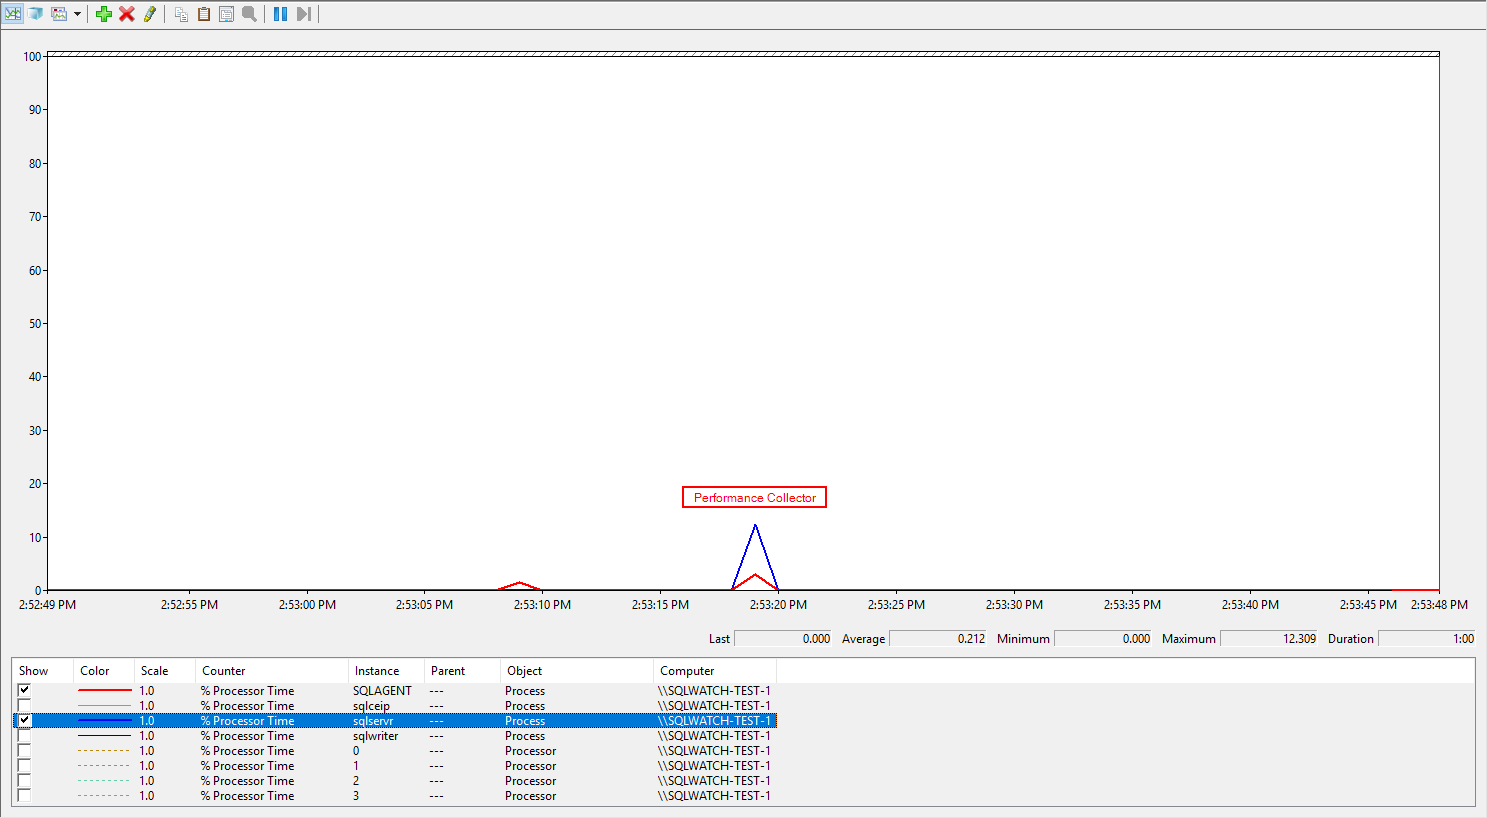 100
90
80
70
60
50
40
30
20
Performance Collector
10
0
2:52:49 PM 2:52:55 PM 2:53:00 PM 2:53:05 PM 2:53:10 PM 2:53:15 PM 2:53:20 PM 2:53:25 PM 2:53:30 PM 2:53:35 PM 2:53:40 PM 2:53:45 PM 2:53:48 PM
Last 0.000 Average 0.212 Minimum 0.000 Maximum 12.309 Duration 1:00
Show Color Scale Counter Instance Parent Object Computer
1.0 % Processor Time SQLAGENT --- Process \\SQLWATCH-TEST-1
1.0 % Processor Time sqlceip --- Process \\SQLWATCH-TEST-1
1.0 % Processor Time sqlservr --- Process \\SQLWATCH-TEST-1
1.0 % Processor Time sqlwriter --- Process \\SQLWATCH-TEST-1
1.0 % Processor Time 0 --- Processor \\SQLWATCH-TEST-1
1.0 % Processor Time 1 --- Processor \\SQLWATCH-TEST-1
1.0 % Processor Time 2 --- Processor \\SQLWATCH-TEST-1
1.0 % Processor Time 3 --- Processor \\SQLWATCH-TEST-1